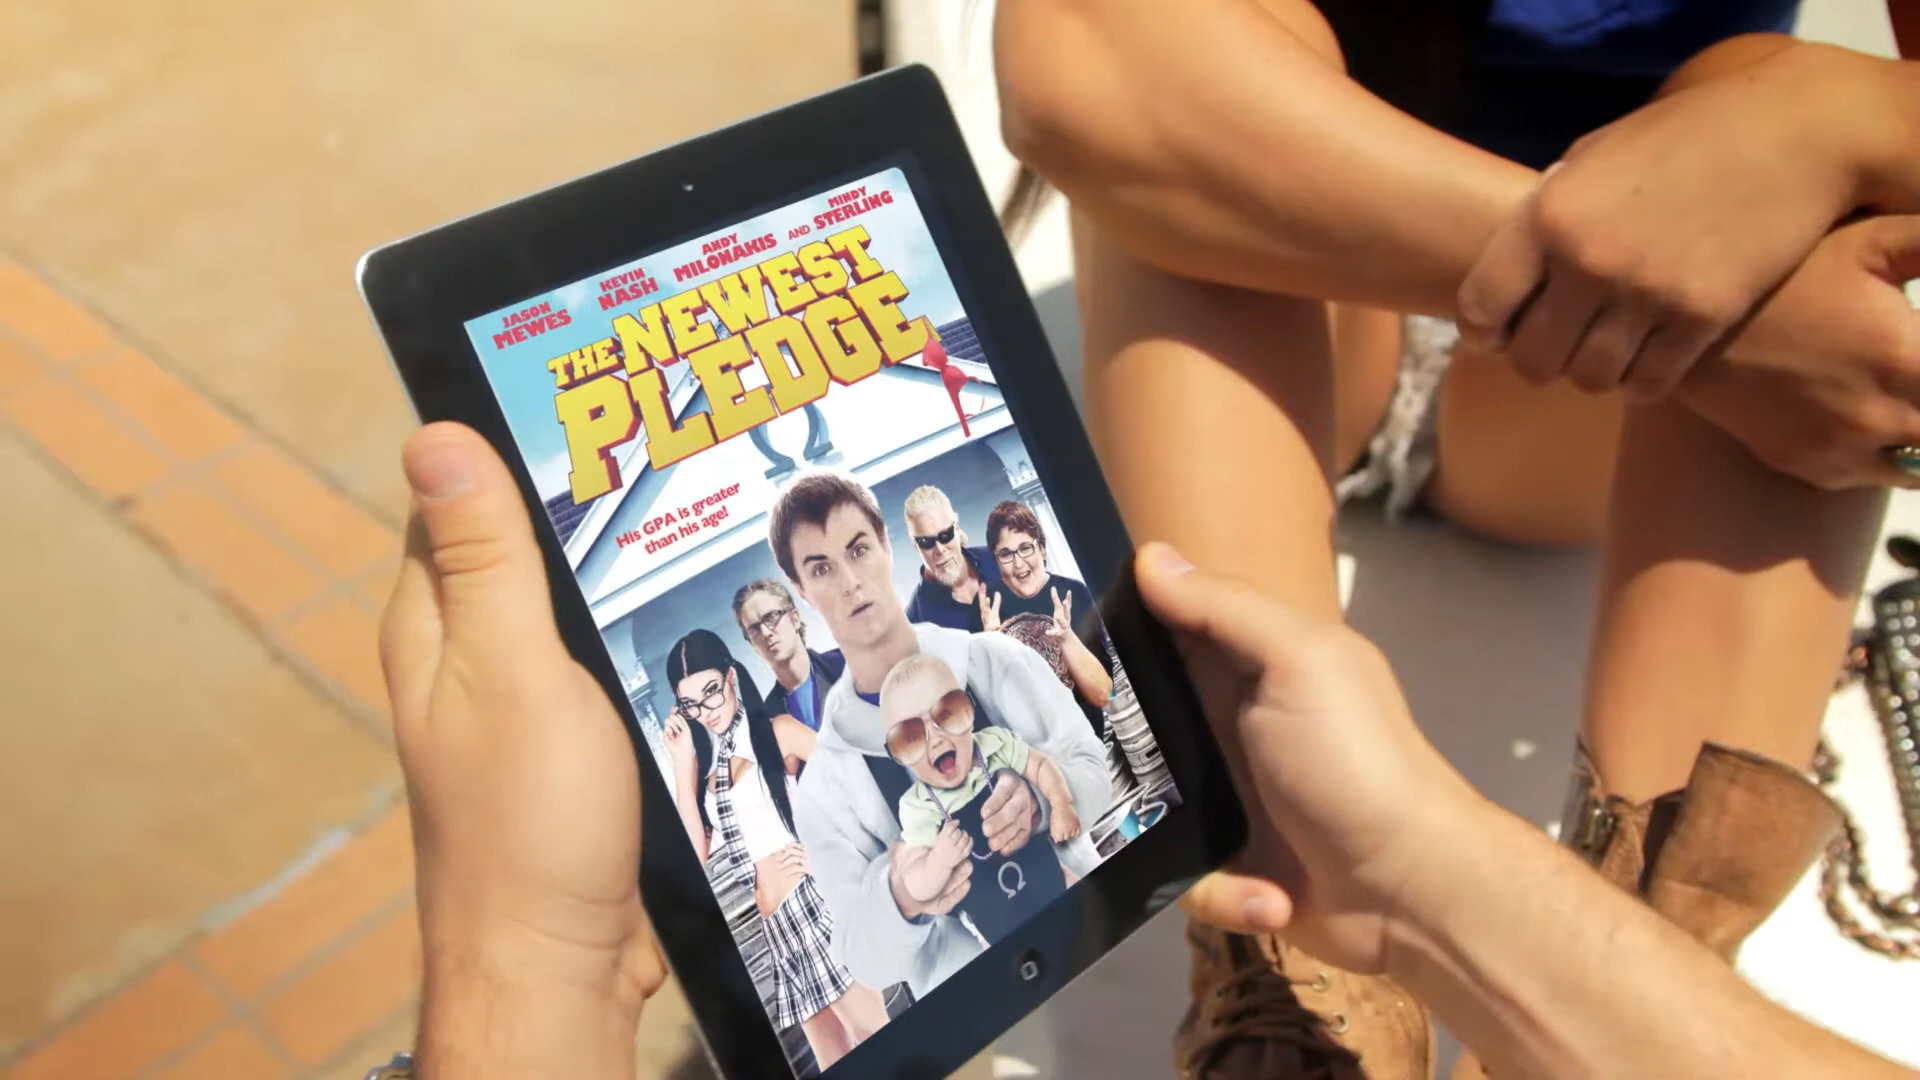 JASON MEWES
KEVIN NASH
ANDY MILONAKIS
AND
MINDY STERLING
THE NEWEST
PLEDGE
Ω
His GPA is greater
than his age!
Ω